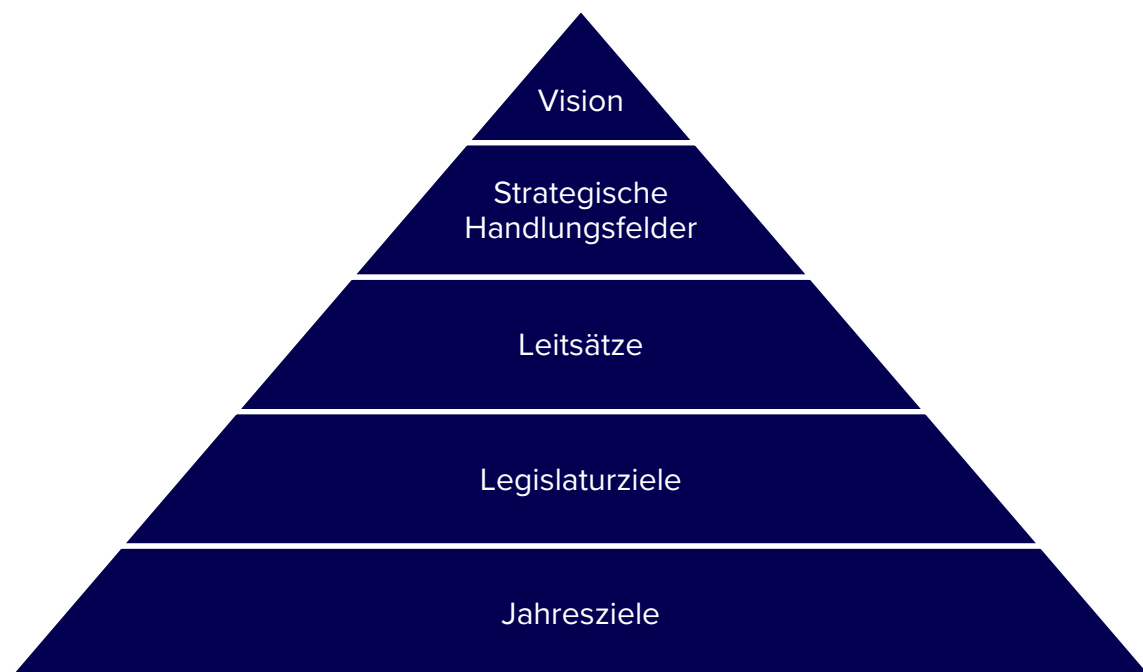 Vision
Strategische
Handlungsfelder
Leitsätze
Legislaturziele
Jahresziele